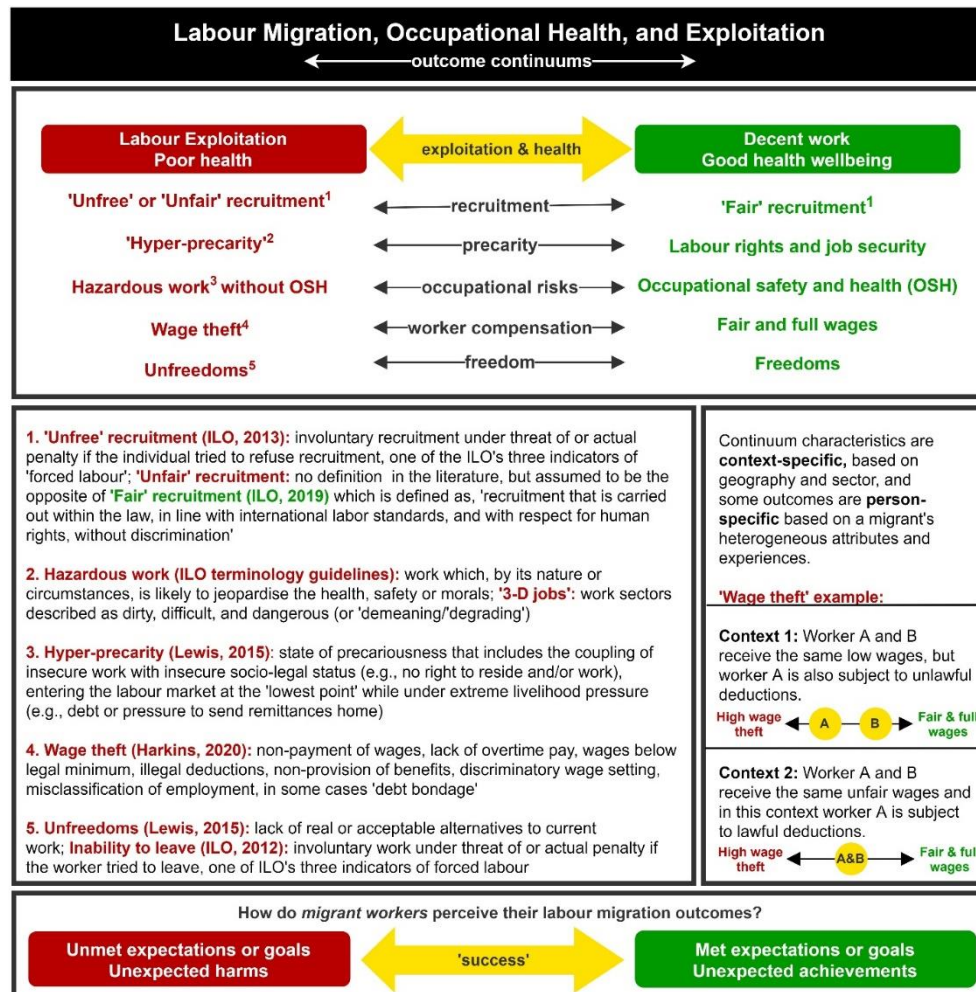 Labour Migration, Occupational Health, and Exploitation
outcome continuums
Labour Exploitation
Poor health
exploitation & health
Decent work
Good health wellbeing
'Unfree' or 'Unfair' recruitment1
recruitment
'Fair' recruitment1
'Hyper-precarity'2
precarity
Labour rights and job security
Hazardous work3 without OSH
occupational risks
Occupational safety and health (OSH)
Wage theft4
worker compensation
Fair and full wages
Unfreedoms5
freedom
Freedoms
1. 'Unfree' recruitment (ILO, 2013): involuntary recruitment under threat of or actual
penalty if the individual tried to refuse recruitment, one of the ILO's three indicators of
'forced labour'; 'Unfair' recruitment: no definition in the literature, but assumed to be the
opposite of 'Fair' recruitment (ILO, 2019) which is defined as, 'recruitment that is carried
out within the law, in line with international labor standards, and with respect for human
rights, without discrimination'
2. Hazardous work (ILO terminology guidelines): work which, by its nature or
circumstances, is likely to jeopardise the health, safety or morals; '3-D jobs': work sectors
described as dirty, difficult, and dangerous (or 'demeaning/'degrading')
3. Hyper-precarity (Lewis, 2015): state of precariousness that includes the coupling of
insecure work with insecure socio-legal status (e.g., no right to reside and/or work),
entering the labour market at the 'lowest point' while under extreme livelihood pressure
(e.g., debt or pressure to send remittances home)
4. Wage theft (Harkins, 2020): non-payment of wages, lack of overtime pay, wages below
legal minimum, illegal deductions, non-provision of benefits, discriminatory wage setting,
misclassification of employment, in some cases 'debt bondage'
5. Unfreedoms (Lewis, 2015): lack of real or acceptable alternatives to current
work; Inability to leave (ILO, 2012): involuntary work under threat of or actual penalty if
the worker tried to leave, one of ILO's three indicators of forced labour
Continuum characteristics are
context-specific, based on
geography and sector, and
some outcomes are person-
specific based on a migrant's
heterogeneous attributes and
experiences.
'Wage theft' example:
Context 1: Worker A and B
receive the same low wages, but
worker A is also subject to unlawful
deductions.
High wage
theft
A
B
Fair & full
wages
Context 2: Worker A and B
receive the same unfair wages and
in this context worker A is subject
to lawful deductions.
High wage
theft
A&B
Fair & full
wages
How do migrant workers perceive their labour migration outcomes?
Unmet expectations or goals
Unexpected harms
'success'
Met expectations or goals
Unexpected achievements